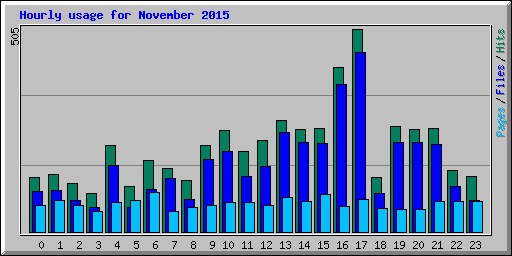 Hourly usage for November 2015
505
Pages / Files / Hits
0 1 2 3 4 5 6 7 8 9 10 11 12 13 14 15 16 17 18 19 20 21 22 23